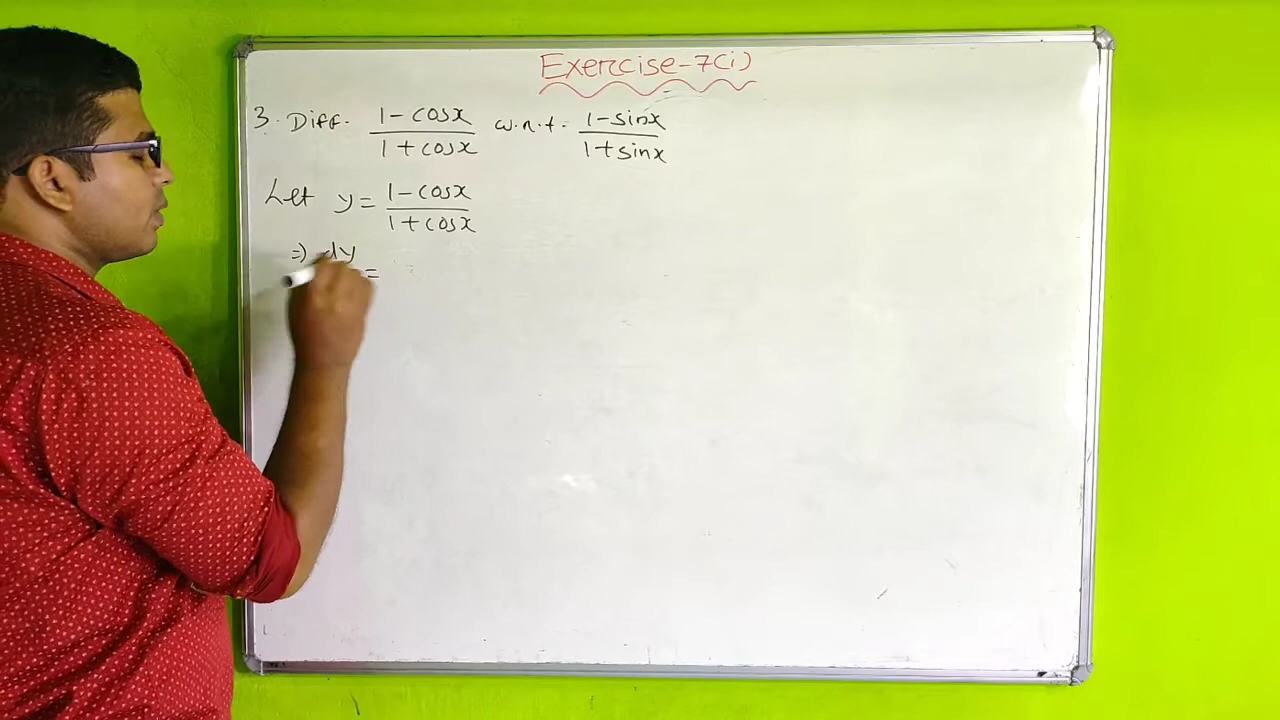 Exercise-7(i)
3. Diff. (1-cosx)/(1+cosx) w.r.t. (1-sinx)/(1+sinx)
Let y = (1-cosx)/(1+cosx)
⇒ dy =